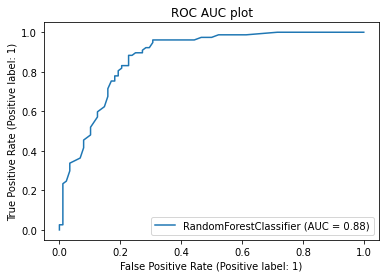 ROC AUC plot
True Positive Rate (Positive label: 1)
1.0
0.8
0.6
0.4
0.2
0.0
RandomForestClassifier (AUC = 0.88)
0.0 0.2 0.4 0.6 0.8 1.0
False Positive Rate (Positive label: 1)